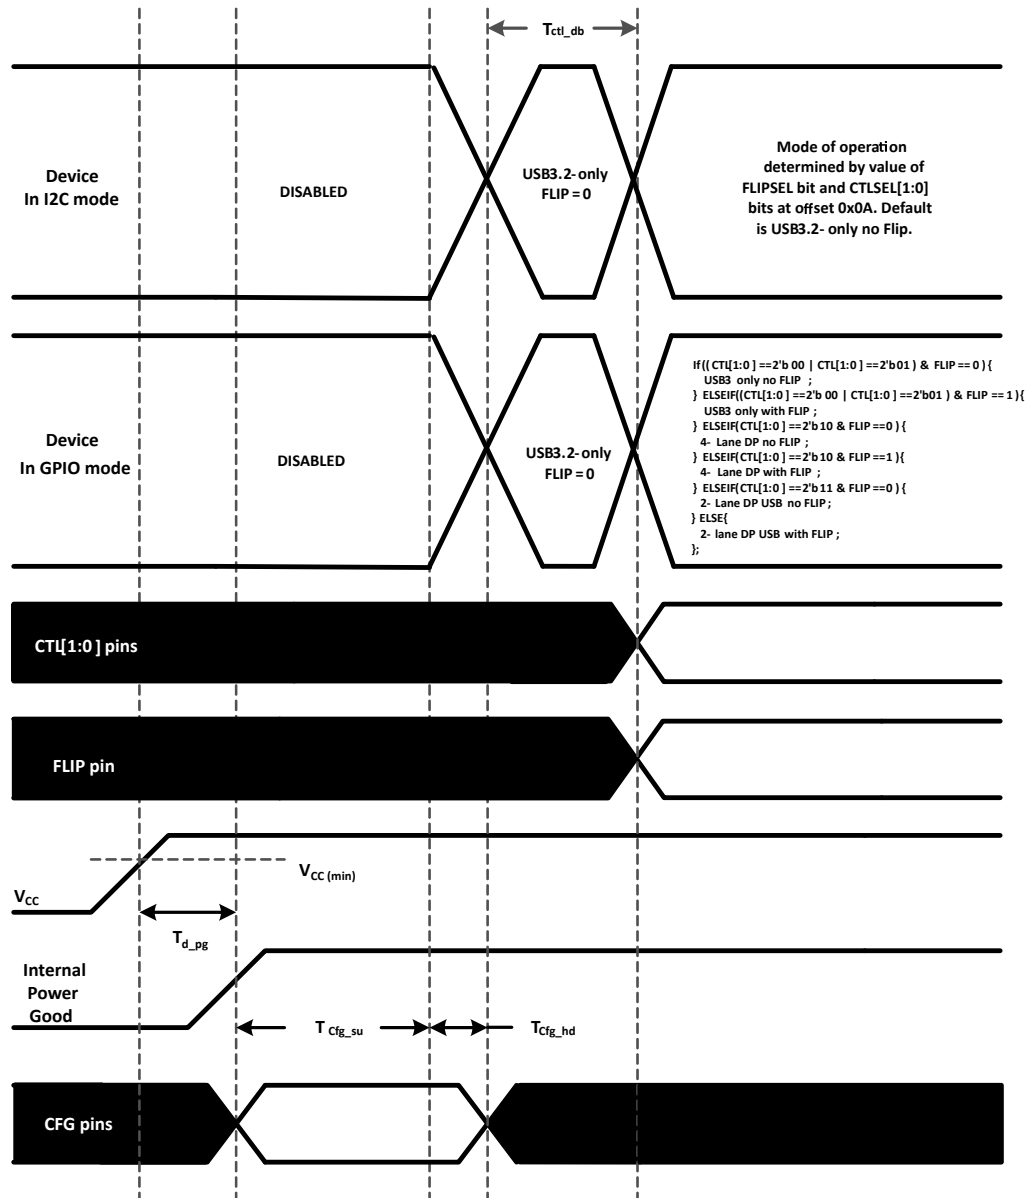 Tctl_db
Device
In I2C mode
DISABLED
USB3.2- only
FLIP = 0
Mode of operation
determined by value of
FLIPSEL bit and CTLSEL[1:0]
bits at offset 0x0A. Default
is USB3.2- only no Flip.
Device
In GPIO mode
DISABLED
USB3.2- only
FLIP = 0
If (( CTL[1:0 ] ==2'b 00 | CTL[1:0 ] ==2'b01 ) & FLIP == 0 ) {
USB3 only no FLIP ;
} ELSEIF((CTL[1:0 ] ==2'b 00 | CTL[1:0 ] ==2'b01 ) & FLIP == 1 ){
USB3 only with FLIP ;
} ELSEIF(CTL[1:0 ] ==2'b 10 & FLIP ==0 ) {
4- Lane DP no FLIP ;
} ELSEIF(CTL[1:0 ] ==2'b 10 & FLIP ==1 ){
4- Lane DP with FLIP ;
} ELSEIF(CTL[1:0 ] ==2'b 11 & FLIP ==0 ) {
2- Lane DP USB no FLIP ;
} ELSE{
2- lane DP USB with FLIP ;
};
CTL[1:0 ] pins
FLIP pin
VCC (min)
VCC
Td_pg
Internal
Power
Good
TCfg_su
TCfg_hd
CFG pins